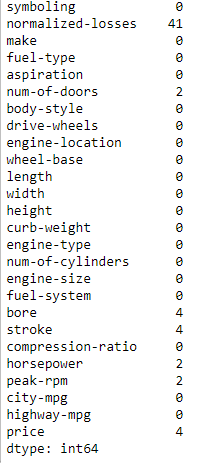 symboling 0
normalized-losses 41
make 0
fuel-type 0
aspiration 0
num-of-doors 2
body-style 0
drive-wheels 0
engine-location 0
wheel-base 0
length 0
width 0
height 0
curb-weight 0
engine-type 0
num-of-cylinders 0
engine-size 0
fuel-system 0
bore 4
stroke 4
compression-ratio 0
horsepower 2
peak-rpm 2
city-mpg 0
highway-mpg 0
price 4
dtype: int64